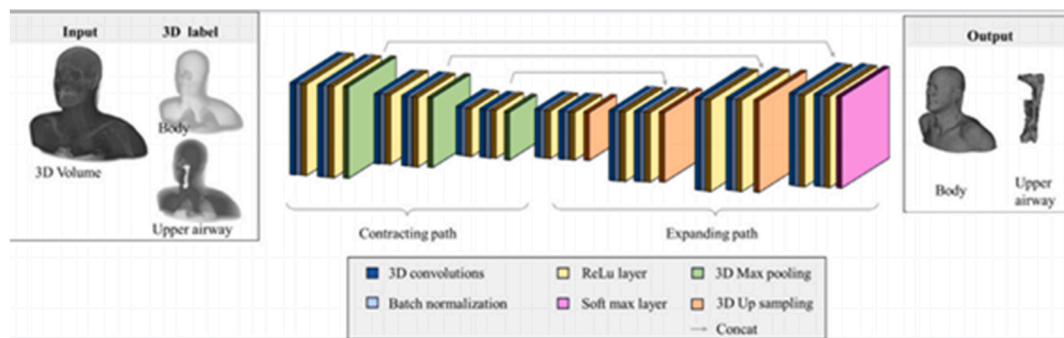 Input
3D label
Body
3D Volume
Upper airway
Contracting path
Expanding path
Output
Body
Upper
airway
3D convolutions
ReLu layer
3D Max pooling
Batch normalization
Soft max layer
3D Up sampling
Concat